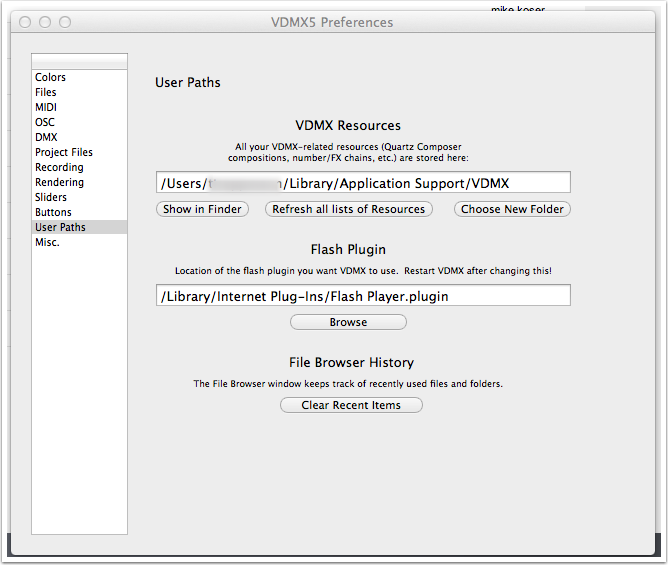 mike koser
VDMX5 Preferences
Colors
Files
MIDI
OSC
DMX
Project Files
Recording
Rendering
Sliders
Buttons
User Paths
Misc.
User Paths
VDMX Resources
All your VDMX-related resources (Quartz Composer
compositions, number/FX chains, etc.) are stored here:
/Users/ /Library/Application Support/VDMX
Show in Finder
Refresh all lists of Resources
Choose New Folder
Flash Plugin
Location of the flash plugin you want VDMX to use.  Restart VDMX after changing this!
/Library/Internet Plug-Ins/Flash Player.plugin
Browse
File Browser History
The File Browser window keeps track of recently used files and folders.
Clear Recent Items